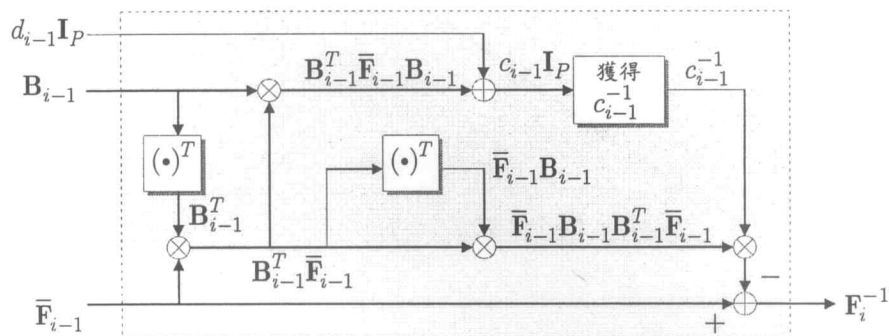 d_{i-1}I_P
B_{i-1}
B^T_{i-1}F̿_{i-1}B_{i-1}
c_{i-1}I_P
獲得
c^{-1}_{i-1}
c^{-1}_{i-1}
(•)^T
(•)^T
F̿_{i-1}B_{i-1}
B^T_{i-1}
F̿_{i-1}B_{i-1}B^T_{i-1}F̿_{i-1}
B^T_{i-1}F̿_{i-1}
−
F̿_{i-1}
+
F^{-1}_i